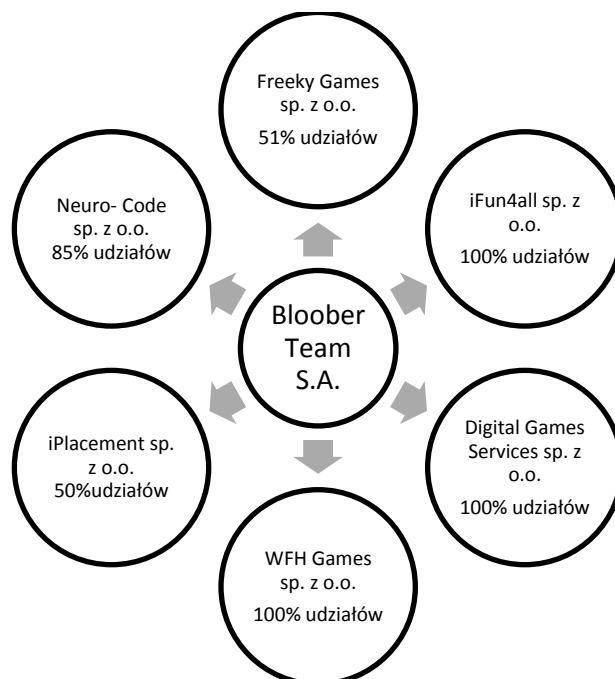 Freeky Games
sp. z o.o.
51% udziałów
Neuro- Code
sp. z o.o.
85% udziałów
iFun4all sp. z
o.o.
100% udziałów
Bloober
Team
S.A.
iPlacement sp.
z o.o.
50%udziałów
Digital Games
Services sp. z
o.o.
100% udziałów
WFH Games
sp. z o.o.
100% udziałów